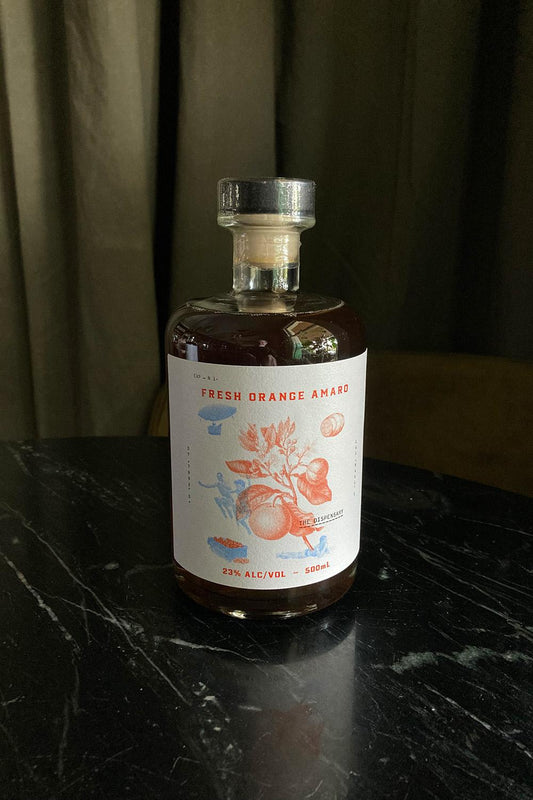 FRESH ORANGE AMARO
THE DISPENSARY
23% ALC/VOL – 500mL